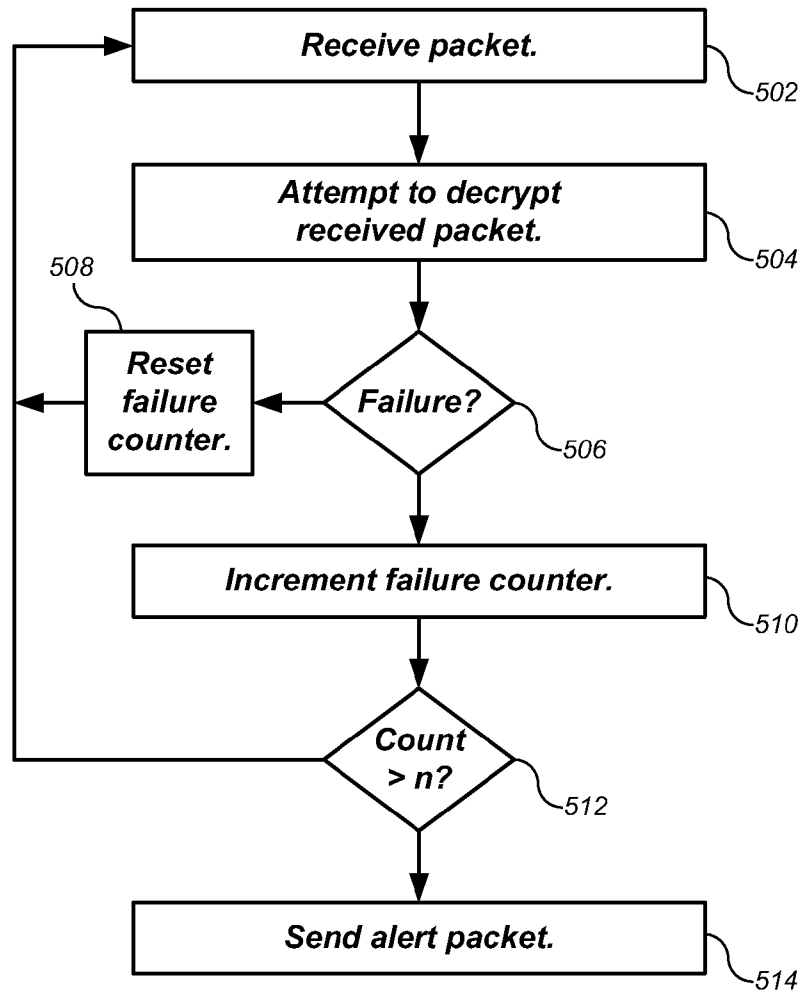 Receive packet.
502
Attempt to decrypt
received packet.
504
508
Reset
failure
counter.
Failure?
506
Increment failure counter.
510
Count
> n?
512
Send alert packet.
514